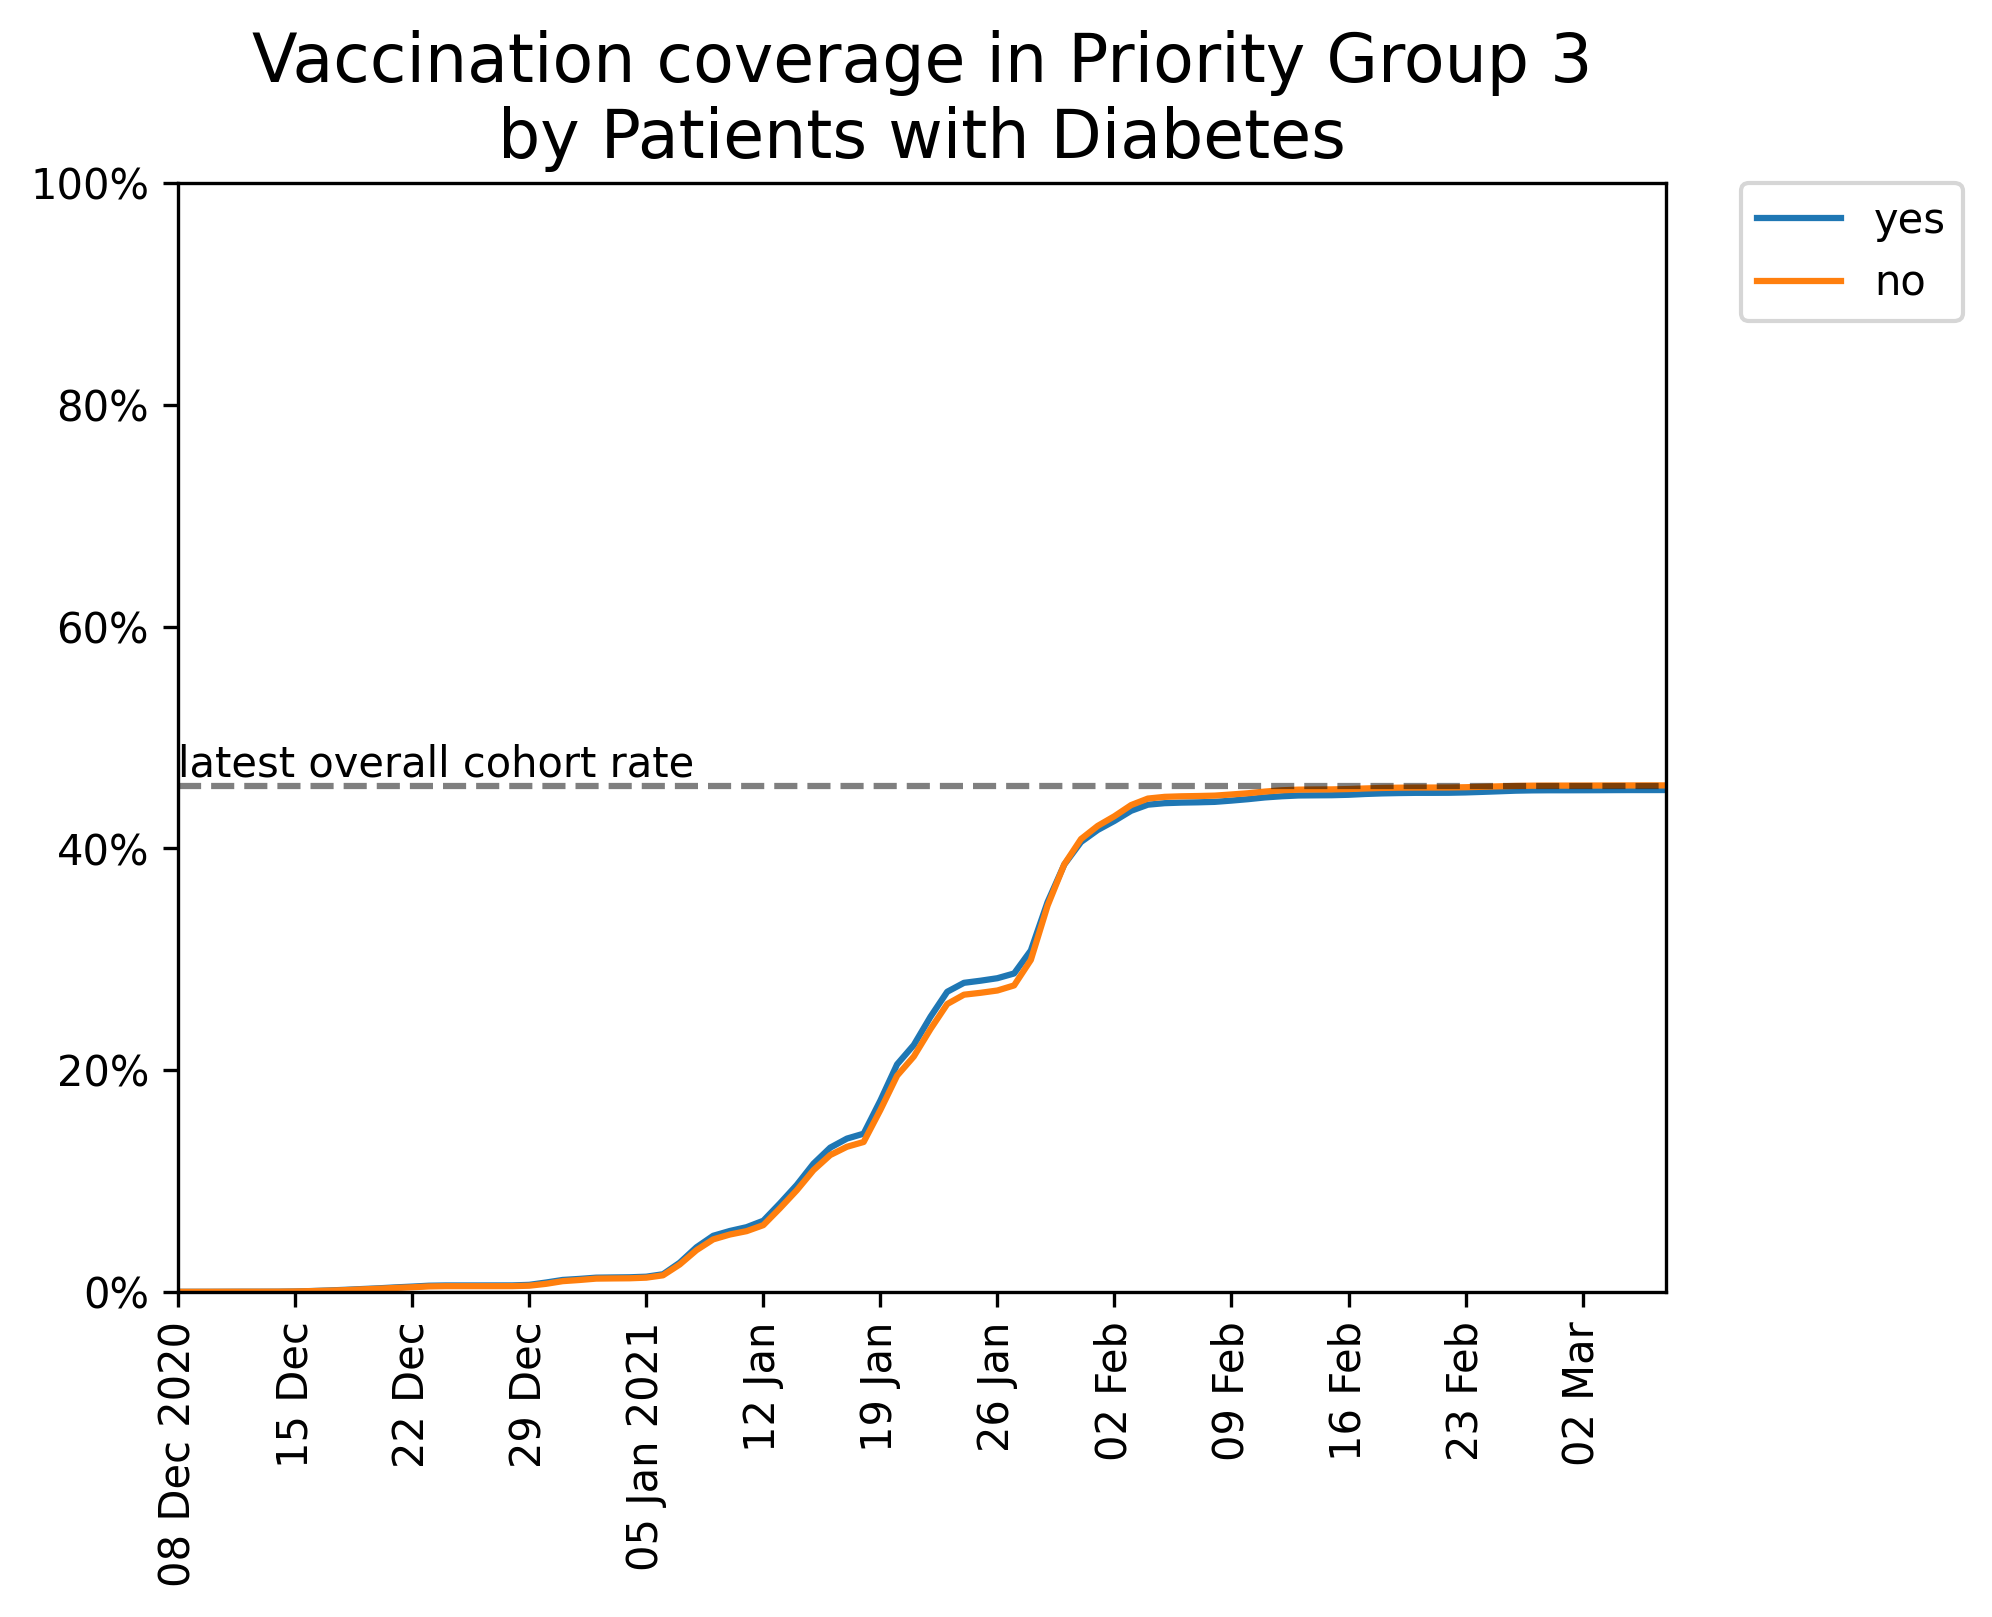 Vaccination coverage in Priority Group 3
by Patients with Diabetes
100%
80%
60%
40%
20%
0%
latest overall cohort rate
yes
no
08 Dec 2020
15 Dec
22 Dec
29 Dec
05 Jan 2021
12 Jan
19 Jan
26 Jan
02 Feb
09 Feb
16 Feb
23 Feb
02 Mar